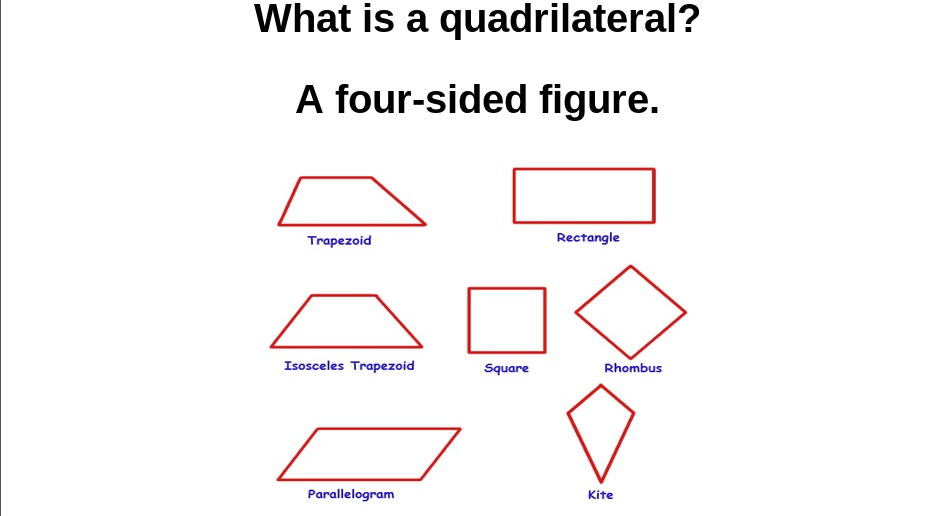 What is a quadrilateral?
A four-sided figure.
Trapezoid
Rectangle
Isosceles Trapezoid
Square
Rhombus
Parallelogram
Kite